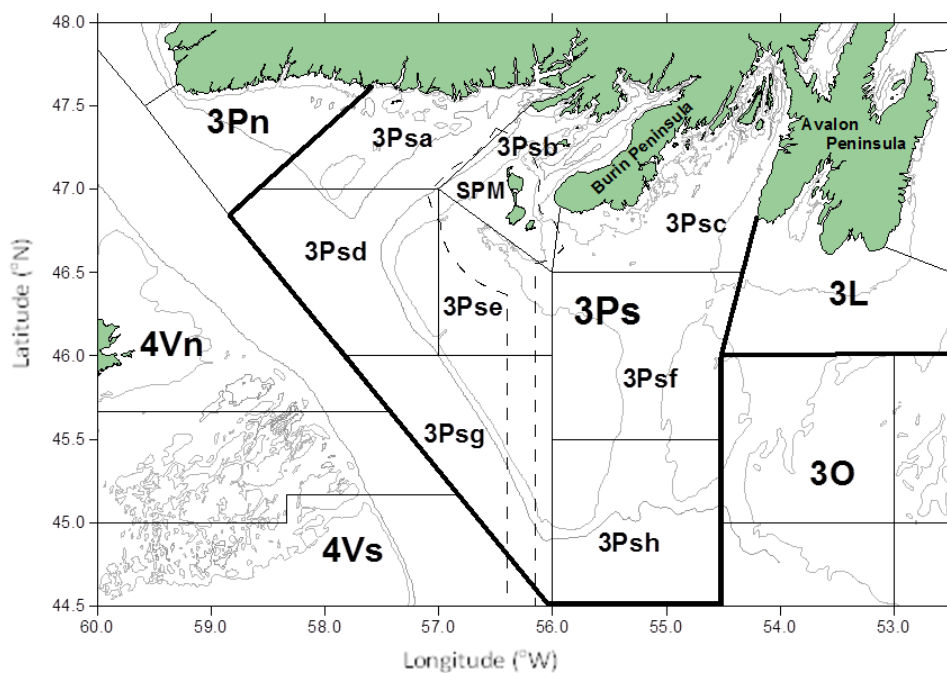 48.0
47.5
47.0
46.5
46.0
45.5
45.0
44.5
Latitude (°N)
3Pn
3Psa
3Psb
SPM
Burin Peninsula
Avalon
Peninsula
3Psc
3Psd
3Pse
3Ps
3L
4Vn
3Psf
3Psg
3O
4Vs
3Psh
60.0
59.0
58.0
57.0
56.0
55.0
54.0
53.0
Longitude (°W)